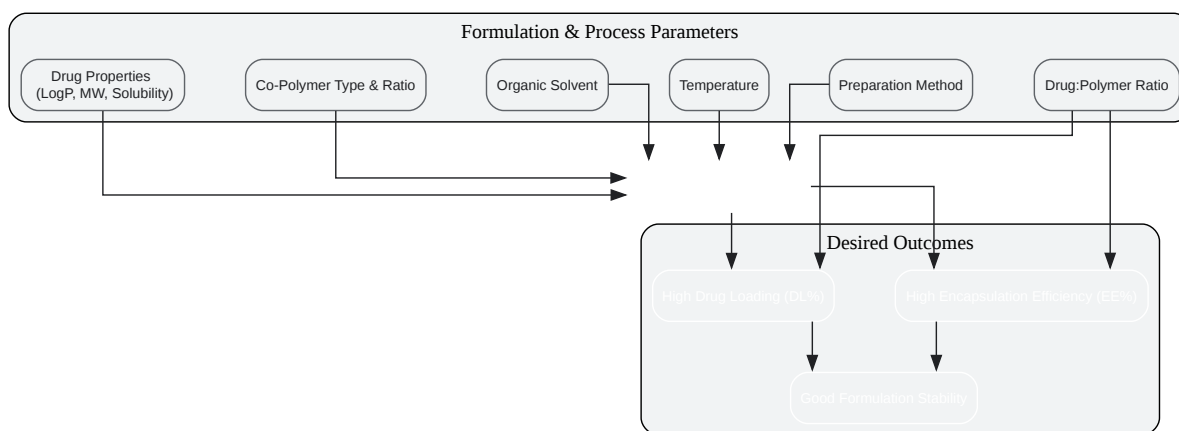 Formulation & Process Parameters
Drug Properties
(LogP, MW, Solubility)
Co-Polymer Type & Ratio
Organic Solvent
Temperature
Preparation Method
Drug:Polymer Ratio
Desired Outcomes
High Drug Loading (DL%)
High Encapsulation Efficiency (EE%)
Good Formulation Stability